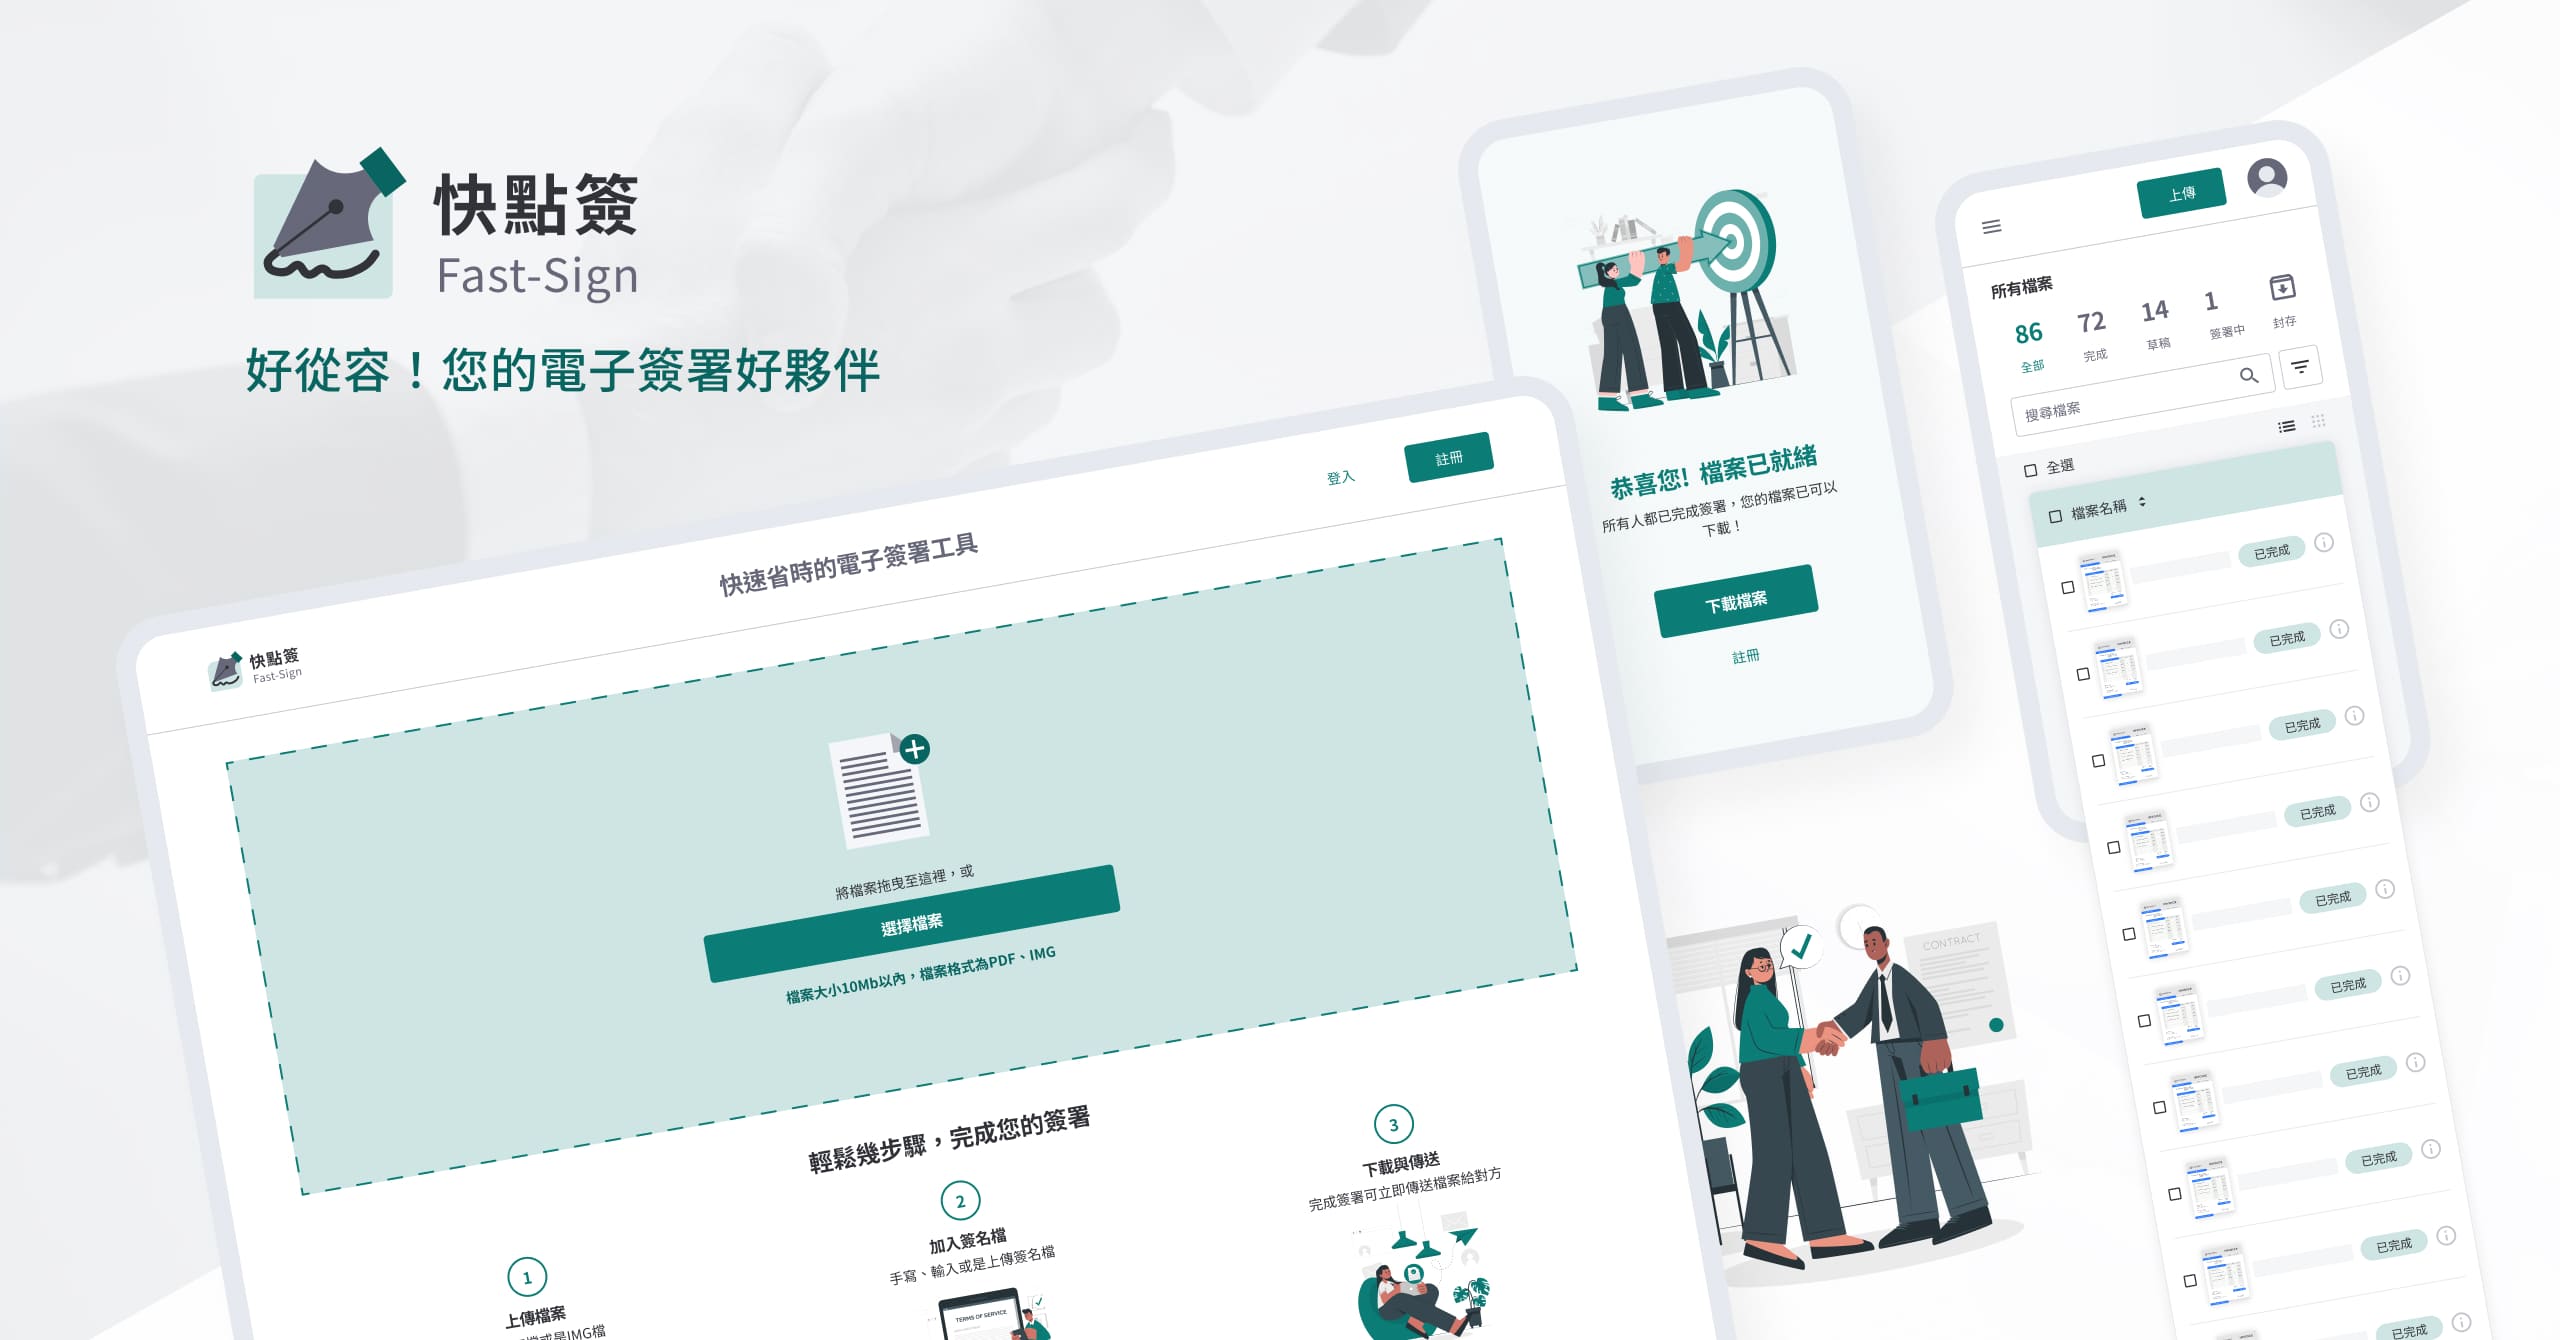 快點簽
Fast-Sign
好從容！您的電子簽署好夥伴
登入
註冊
快速省時的電子簽署工具
快點簽
Fast-Sign
將檔案拖曳至這裡，或
選擇檔案
檔案大小10Mb以內，檔案格式為PDF、IMG
輕鬆幾步驟，完成您的簽署
1
上傳檔案
檔或是IMG檔
2
加入簽名檔
手寫、輸入或是上傳簽名檔
TERMS OF SERVICE
3
下載與傳送
完成簽署可立即傳送檔案給對方
恭喜您! 檔案已就緒
所有人都已完成簽署，您的檔案已可以
下載！
下載檔案
註冊
CONTRACT
上傳
所有檔案
86
全部
72
完成
14
草稿
1
簽署中
封存
搜尋檔案
全選
檔案名稱
已完成
已完成
已完成
已完成
已完成
已完成
已完成
已完成
已完成
已完成